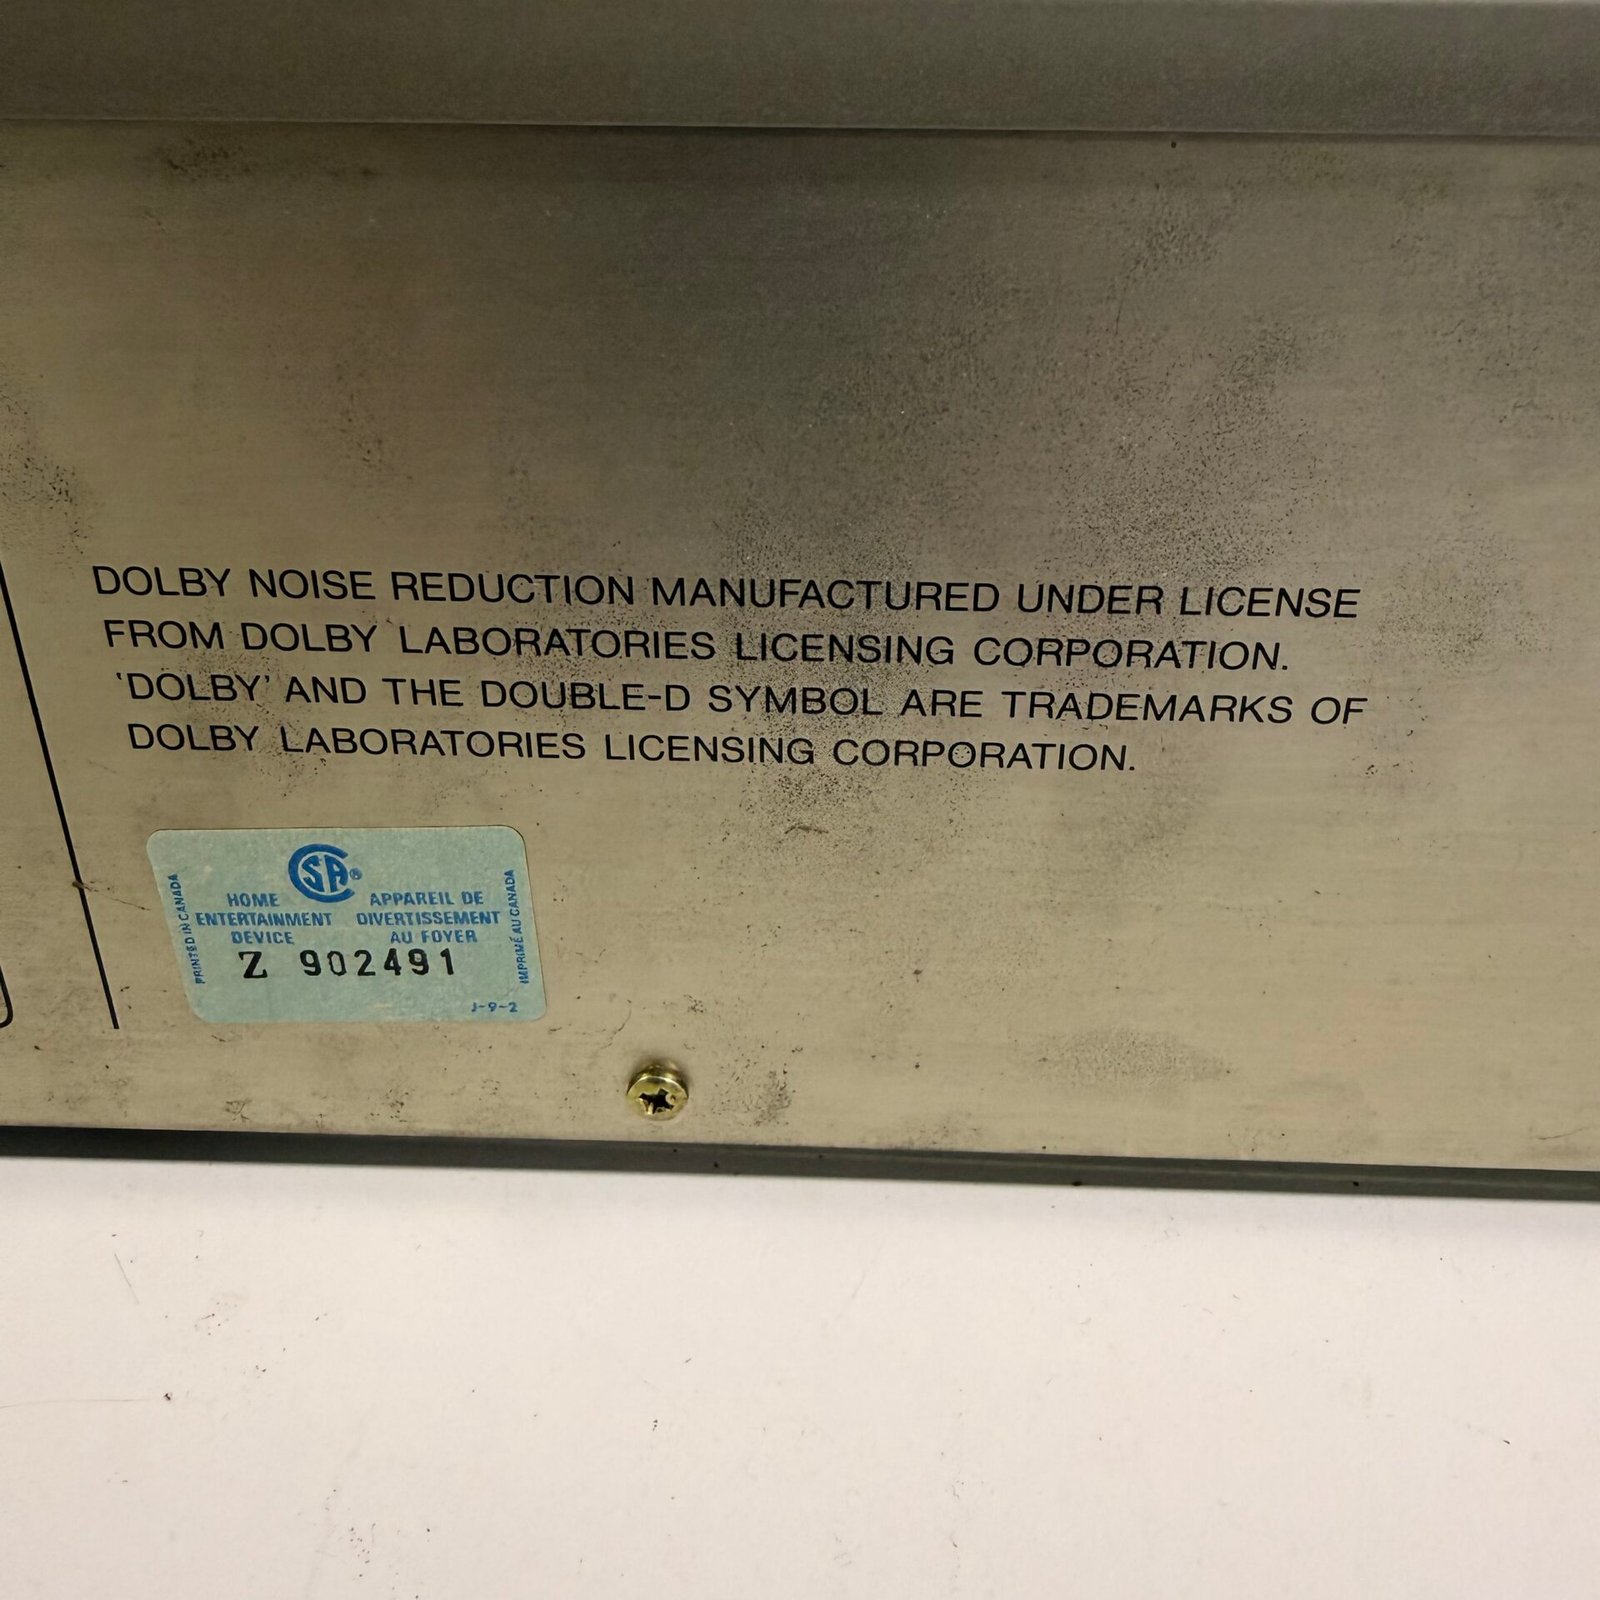 DOLBY NOISE REDUCTION MANUFACTURED UNDER LICENSE
FROM DOLBY LABORATORIES LICENSING CORPORATION.
'DOLBY' AND THE DOUBLE-D SYMBOL ARE TRADEMARKS OF
DOLBY LABORATORIES LICENSING CORPORATION.
CSA®
HOME
ENTERTAINMENT
DEVICE
APPAREIL DE
DIVERTISSEMENT
AU FOYER
Z 902491
J-9-2
PRINTED IN CANADA
IMPRIMÉ AU CANADA